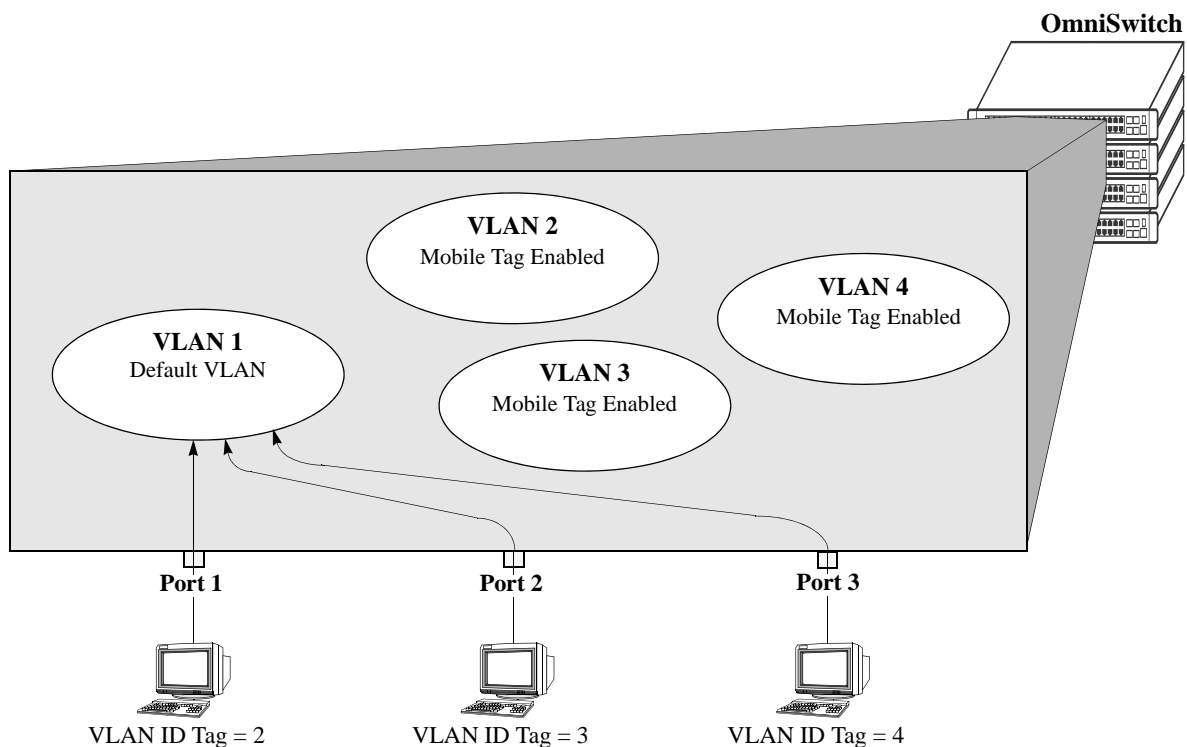 OmniSwitch
VLAN 2
Mobile Tag Enabled
VLAN 4
Mobile Tag Enabled
VLAN 1
Default VLAN
VLAN 3
Mobile Tag Enabled
Port 1
Port 2
Port 3
VLAN ID Tag = 2
VLAN ID Tag = 3
VLAN ID Tag = 4